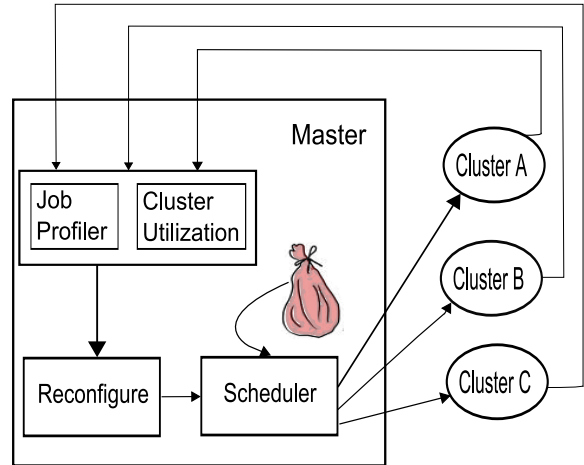 Master
Job
Profiler
Cluster
Utilization
Reconfigure
Scheduler
Cluster A
Cluster B
Cluster C